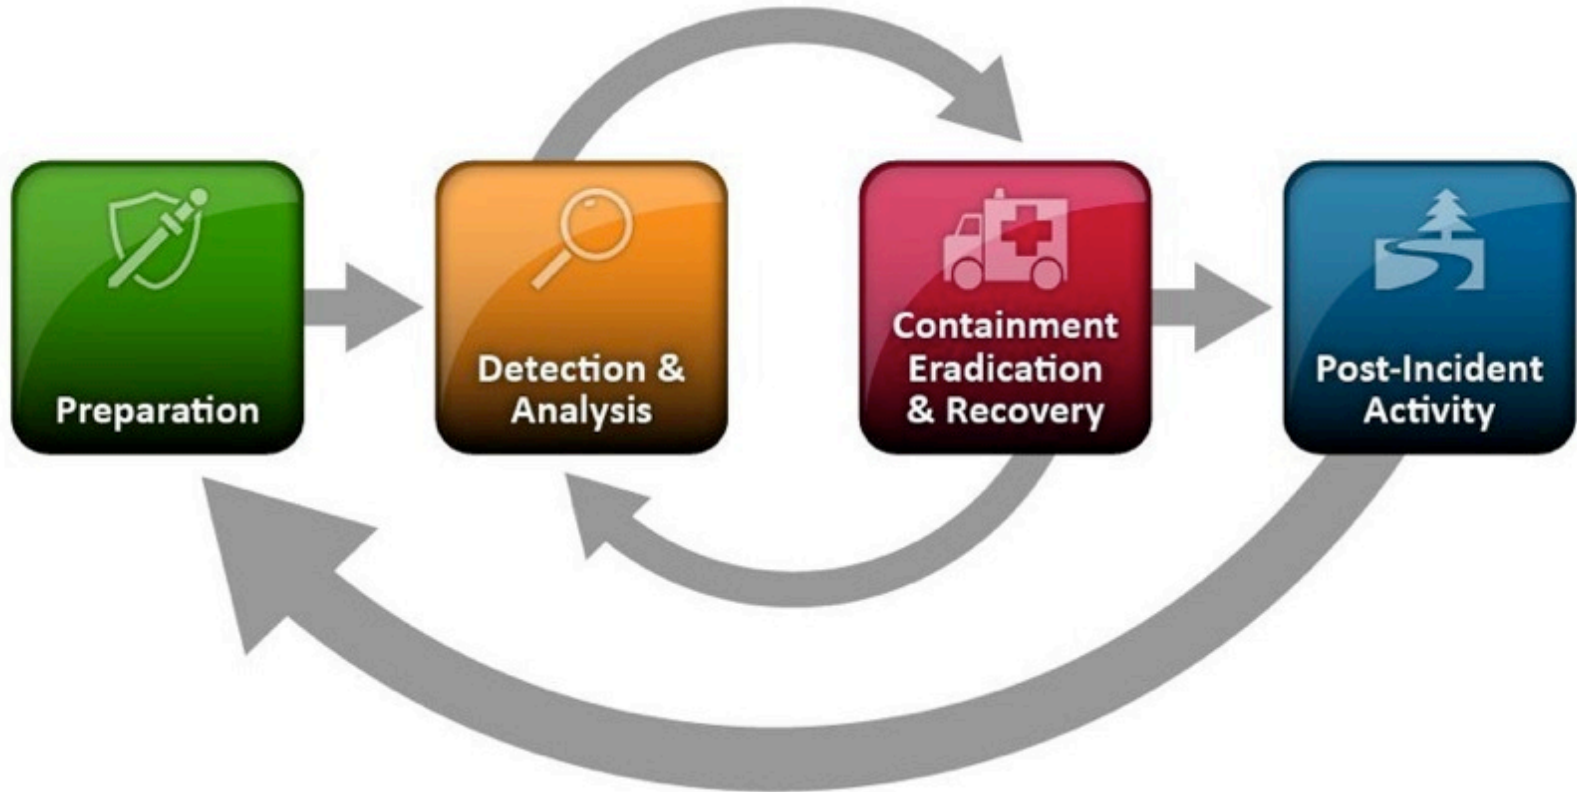 Preparation
Detection &
Analysis
Containment
Eradication
& Recovery
Post-Incident
Activity